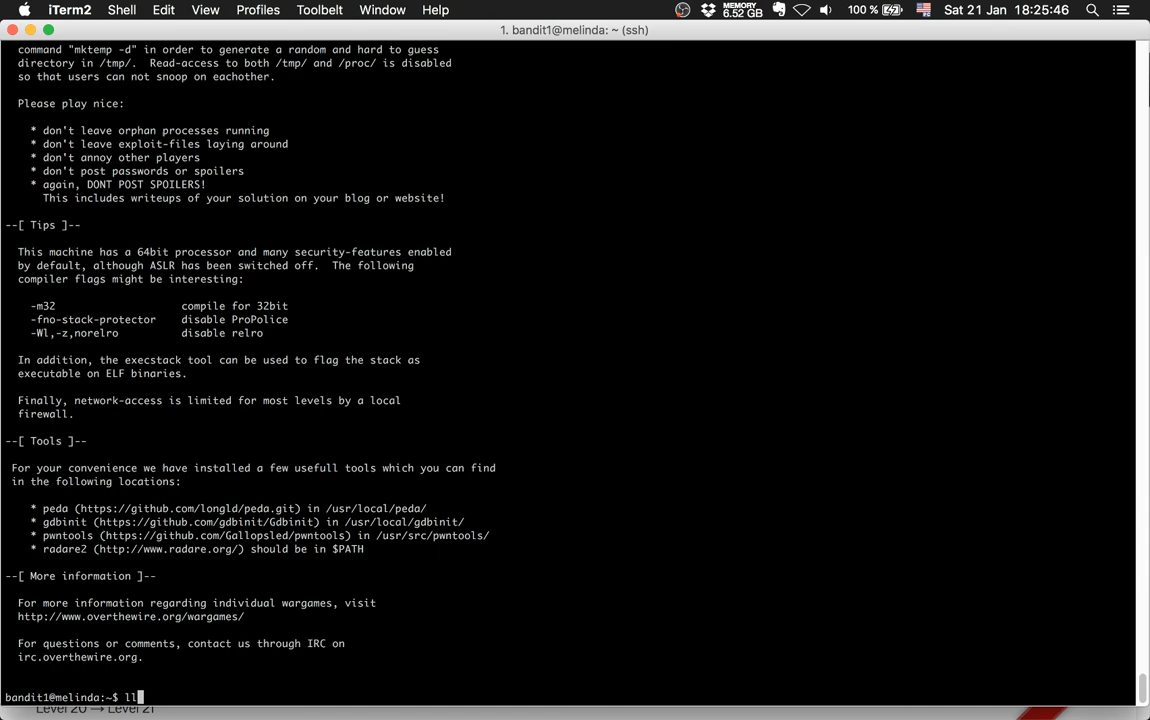 iTerm2 Shell Edit View Profiles Toolbelt Window Help MEMORY 6.52 GB 100 % Sat 21 Jan 18:25:46
1. bandit1@melinda: ~ (ssh)
command "mktemp -d" in order to generate a random and hard to guess
directory in /tmp/.  Read-access to both /tmp/ and /proc/ is disabled
so that users can not snoop on eachother.
Please play nice:
* don't leave orphan processes running
* don't leave exploit-files laying around
* don't annoy other players
* don't post passwords or spoilers
* again, DONT POST SPOILERS!
This includes writeups of your solution on your blog or website!
--[ Tips ]--
This machine has a 64bit processor and many security-features enabled
by default, although ASLR has been switched off.  The following
compiler flags might be interesting:
-m32 compile for 32bit
-fno-stack-protector disable ProPolice
-Wl,-z,norelro disable relro
In addition, the execstack tool can be used to flag the stack as
executable on ELF binaries.
Finally, network-access is limited for most levels by a local
firewall.
--[ Tools ]--
For your convenience we have installed a few usefull tools which you can find
in the following locations:
* peda (https://github.com/longld/peda.git) in /usr/local/peda/
* gdbinit (https://github.com/gdbinit/Gdbinit) in /usr/local/gdbinit/
* pwntools (https://github.com/Gallopsled/pwntools) in /usr/src/pwntools/
* radare2 (http://www.radare.org/) should be in $PATH
--[ More information ]--
For more information regarding individual wargames, visit
http://www.overthewire.org/wargames/
For questions or comments, contact us through IRC on
irc.overthewire.org.
bandit1@melinda:~$ ll
Level 20 → Level 21